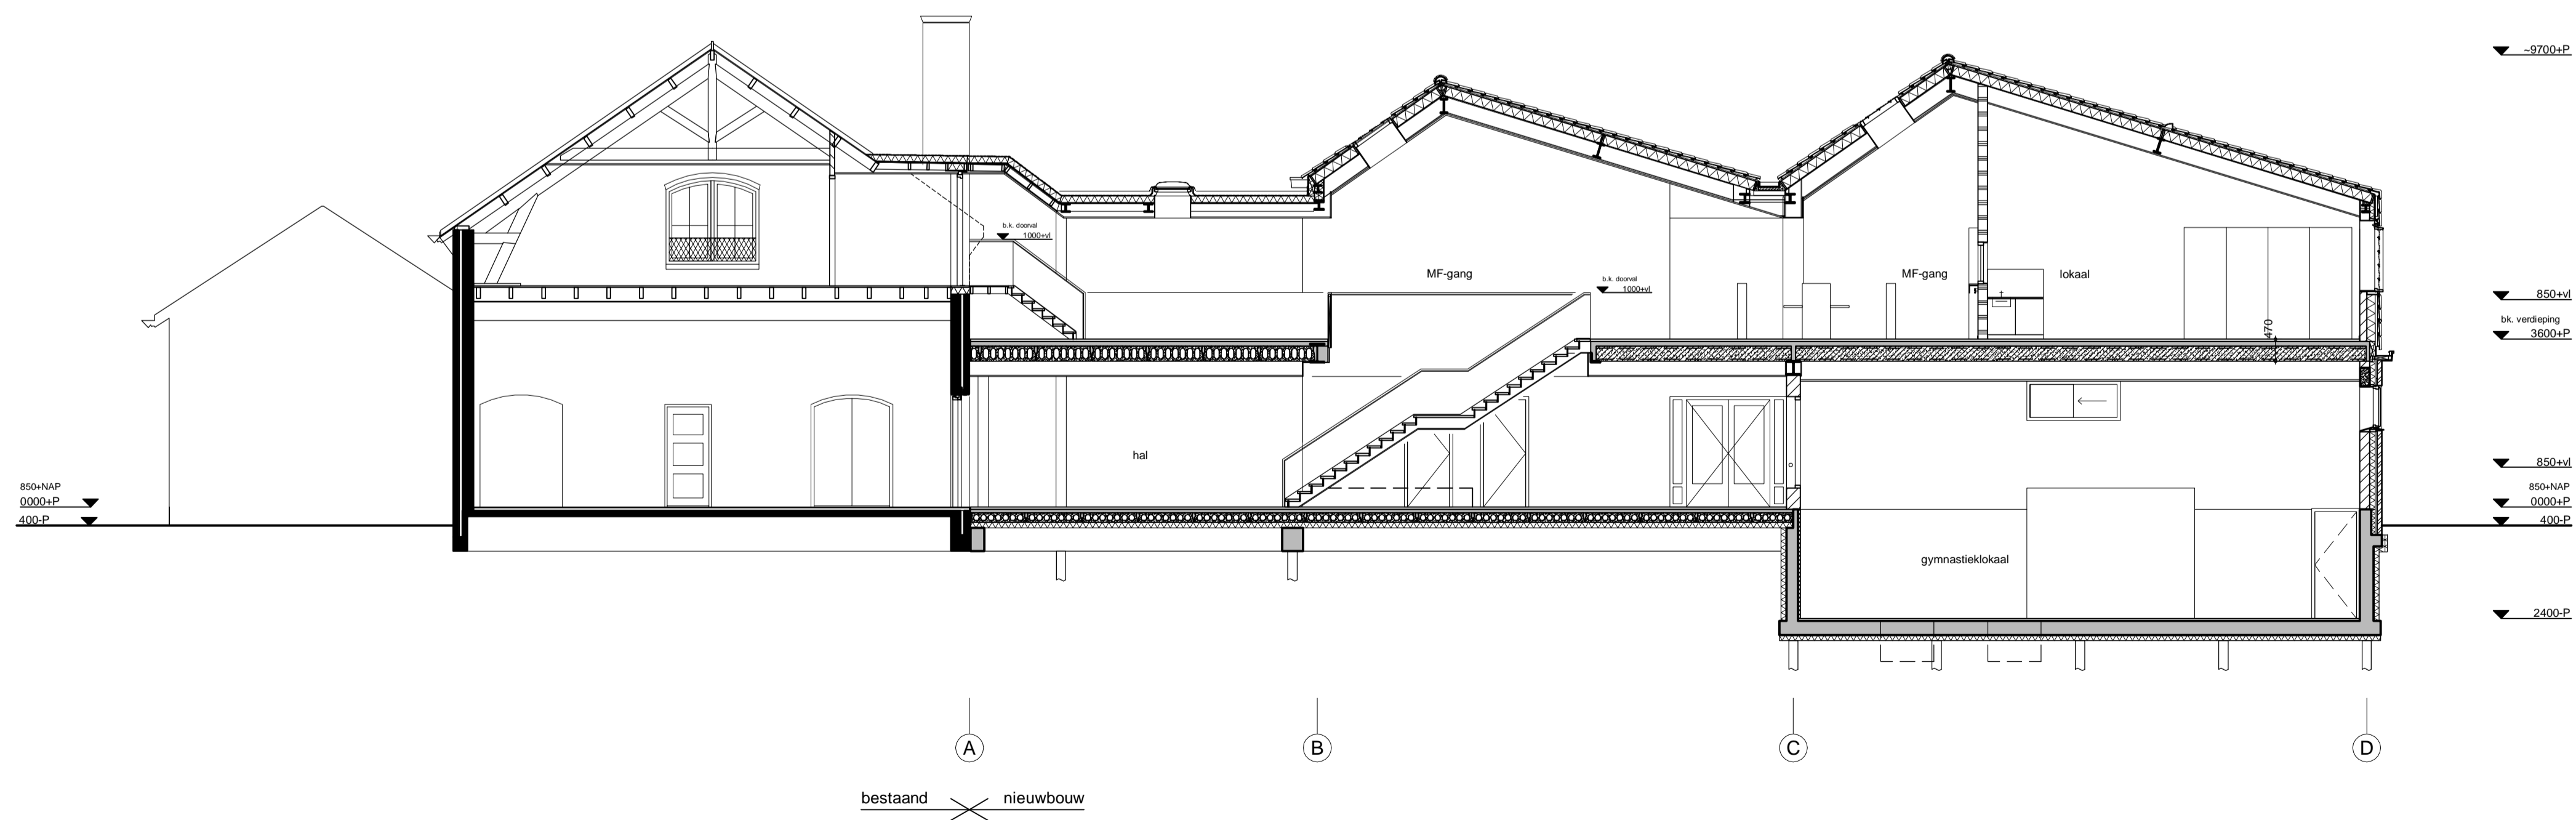 ~9700+P
b.k. doorval
1000+vl
MF-gang
b.k. doorval
1000+vl
MF-gang
lokaal
850+vl
bk. verdieping
3600+P
470
hal
850+vl
850+NAP
0000+P
400-P
850+NAP
0000+P
400-P
gymnastieklokaal
2400-P
A
B
C
D
bestaand
nieuwbouw